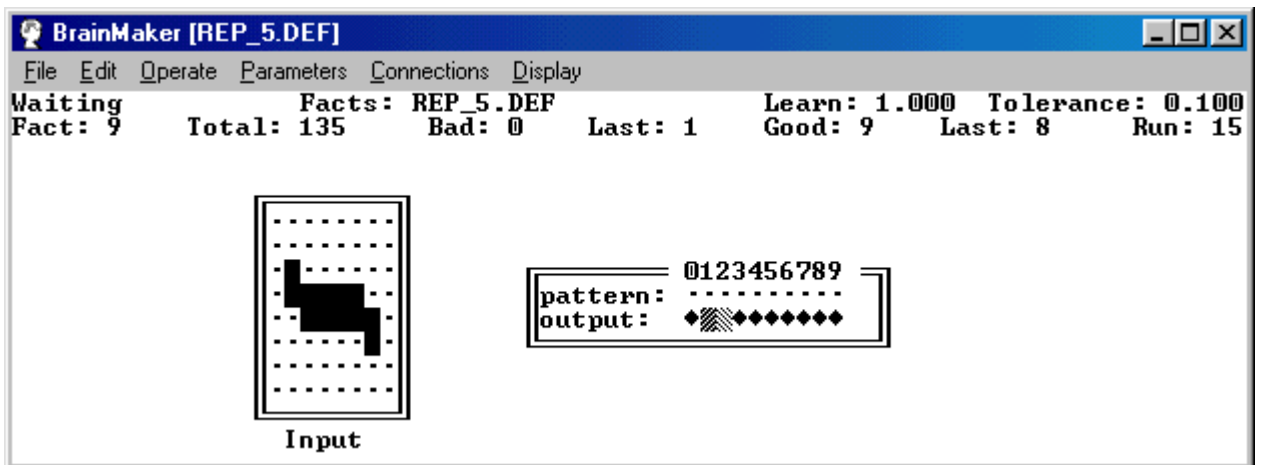 BrainMaker [REP_5.DEF]
File Edit Operate Parameters Connections Display
Waiting Facts: REP_5.DEF Learn: 1.000 Tolerance: 0.100
Fact: 9 Total: 135 Bad: 0 Last: 1 Good: 9 Last: 8 Run: 15
0123456789
pattern: ----------
output:
Input